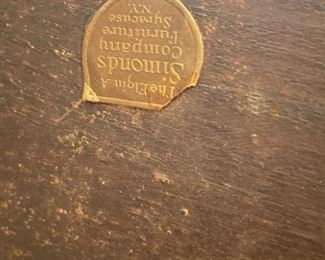 The Elgin A
Simonds
Company
Furniture
Syracuse
N.Y.